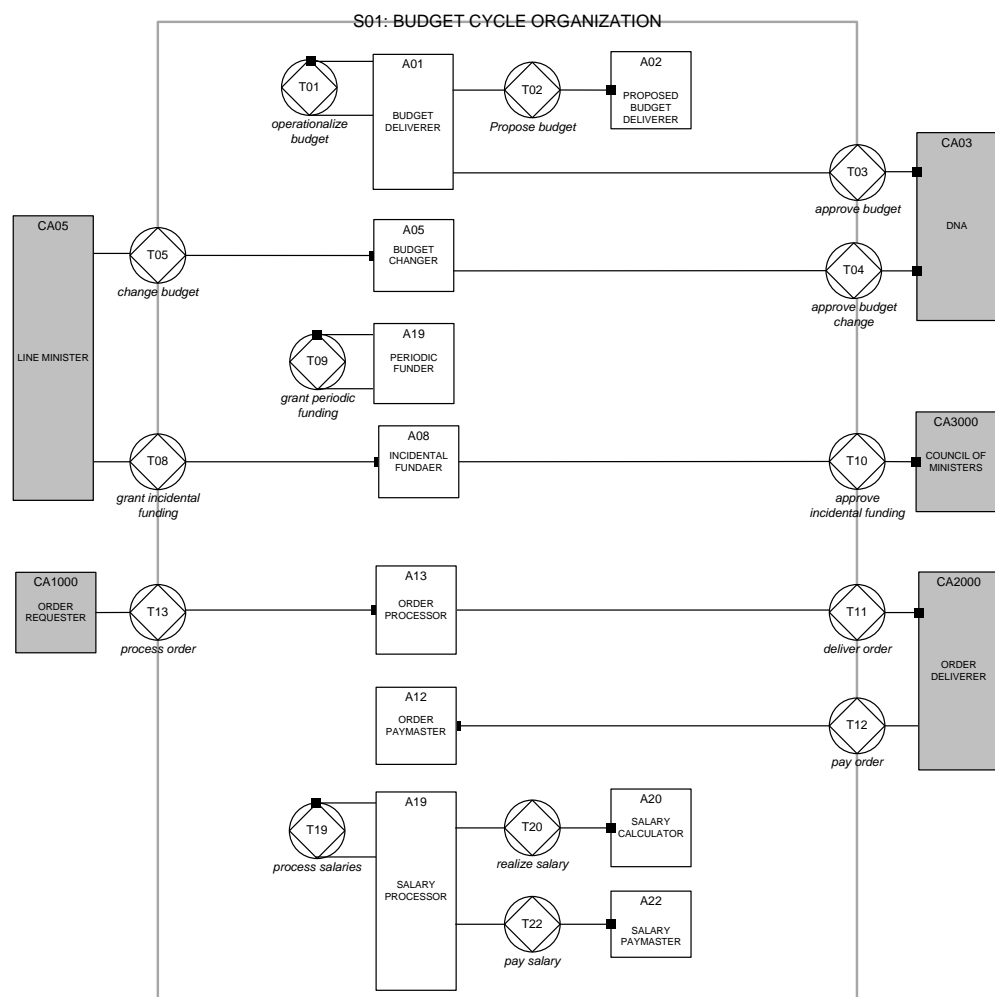 S01: BUDGET CYCLE ORGANIZATION
A01
BUDGET
DELIVERER
T01
operationalize
budget
T02
Propose budget
A02
PROPOSED
BUDGET
DELIVERER
T03
approve budget
CA03
DNA
CA05
LINE MINISTER
T05
change budget
A05
BUDGET
CHANGER
T04
approve budget
change
T09
grant periodic
funding
A19
PERIODIC
FUNDER
T08
grant incidental
funding
A08
INCIDENTAL
FUNDAER
T10
approve
incidental funding
CA3000
COUNCIL OF
MINISTERS
CA1000
ORDER
REQUESTER
T13
process order
A13
ORDER
PROCESSOR
T11
deliver order
CA2000
ORDER
DELIVERER
A12
ORDER
PAYMASTER
T12
pay order
T19
process salaries
A19
SALARY
PROCESSOR
T20
realize salary
A20
SALARY
CALCULATOR
T22
pay salary
A22
SALARY
PAYMASTER